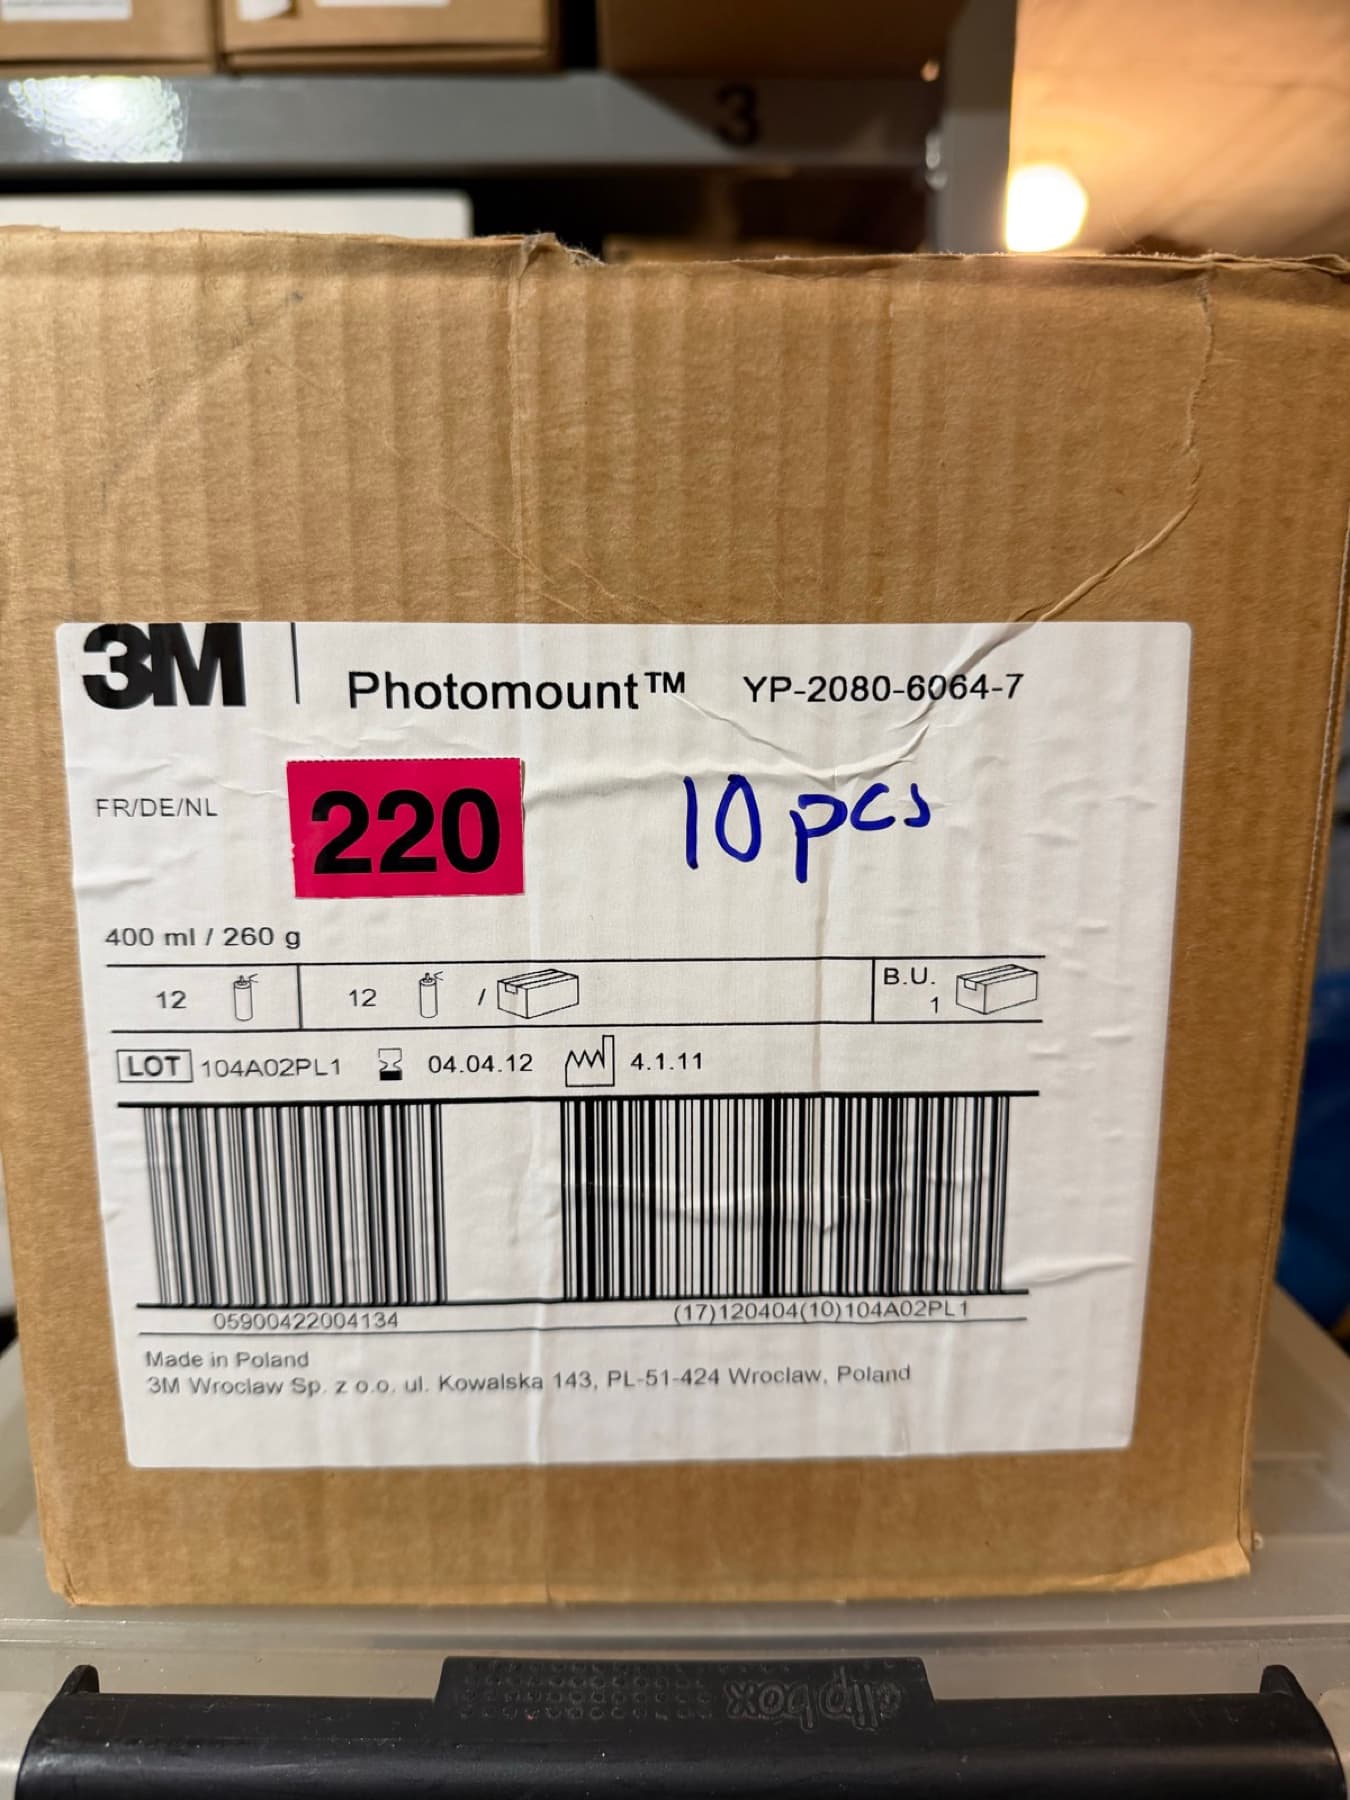 3
3M Photomount™ YP-2080-6064-7
FR/DE/NL 220 10 pcs
400 ml / 260 g
12 12 / B.U. 1
LOT 104A02PL1 04.04.12 4.1.11
05900422004134 (17)120404(10)104A02PL1
Made in Poland
3M Wroclaw Sp. z o.o. ul. Kowalska 143, PL-51-424 Wroclaw, Poland
clip box